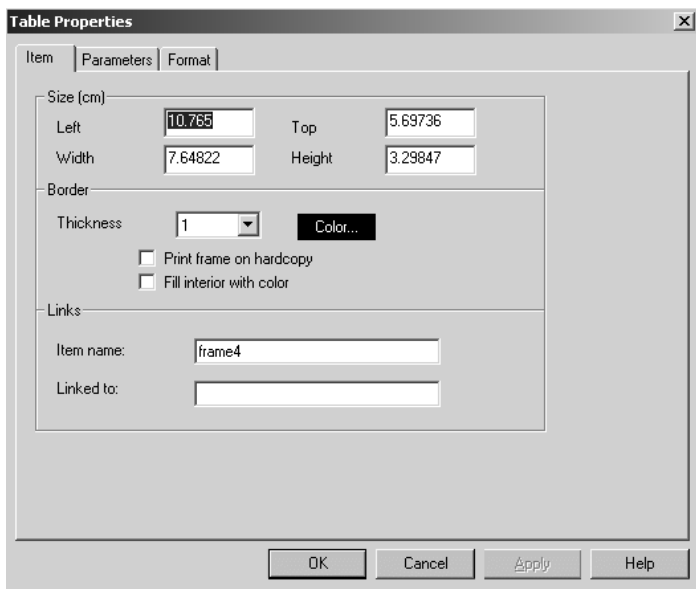 Table Properties
Item Parameters Format
Size (cm)
Left 10.765 Top 5.69736
Width 7.64822 Height 3.29847
Border
Thickness 1 Color...
Print frame on hardcopy
Fill interior with color
Links
Item name: frame4
Linked to:
OK Cancel Apply Help